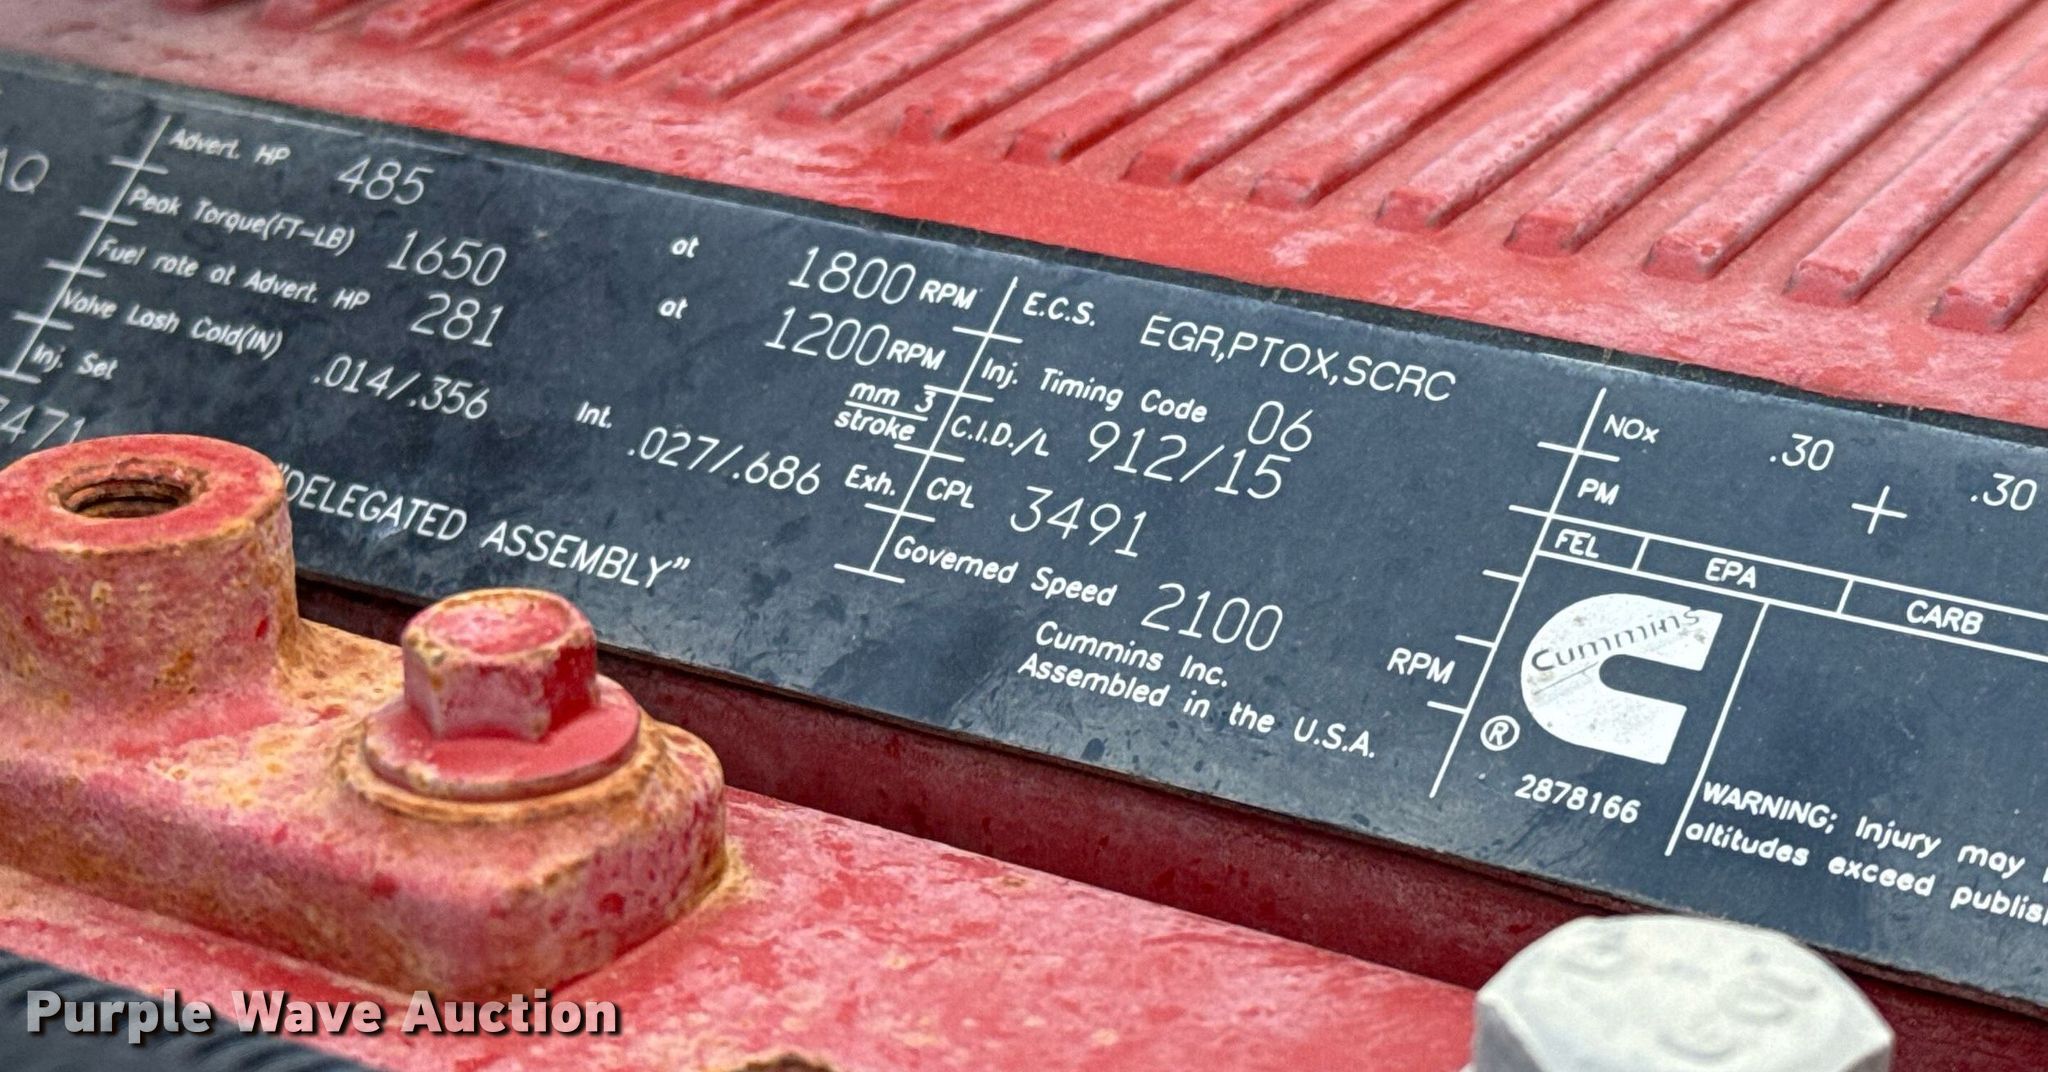 AQ
Advert. HP 485 at 1800 RPM
Peak Torque(FT-LB) 1650 at 1200 RPM
Fuel rate at Advert. HP 281 mm 3 stroke
Valve Lash Cold(IN) .014/.356 Int. .027/.686 Exh.
Inj. Set
7471
"DELEGATED ASSEMBLY"
E.C.S. EGR,PTOX,SCRC
Inj. Timing Code 06
C.I.D./L 912/15
CPL 3491
Governed Speed 2100 RPM
Cummins Inc.
Assembled in the U.S.A.
NOx .30 + .30
PM
FEL EPA CARB
Cummins
®
2878166
WARNING; Injury may
altitudes exceed publis
Purple Wave Auction